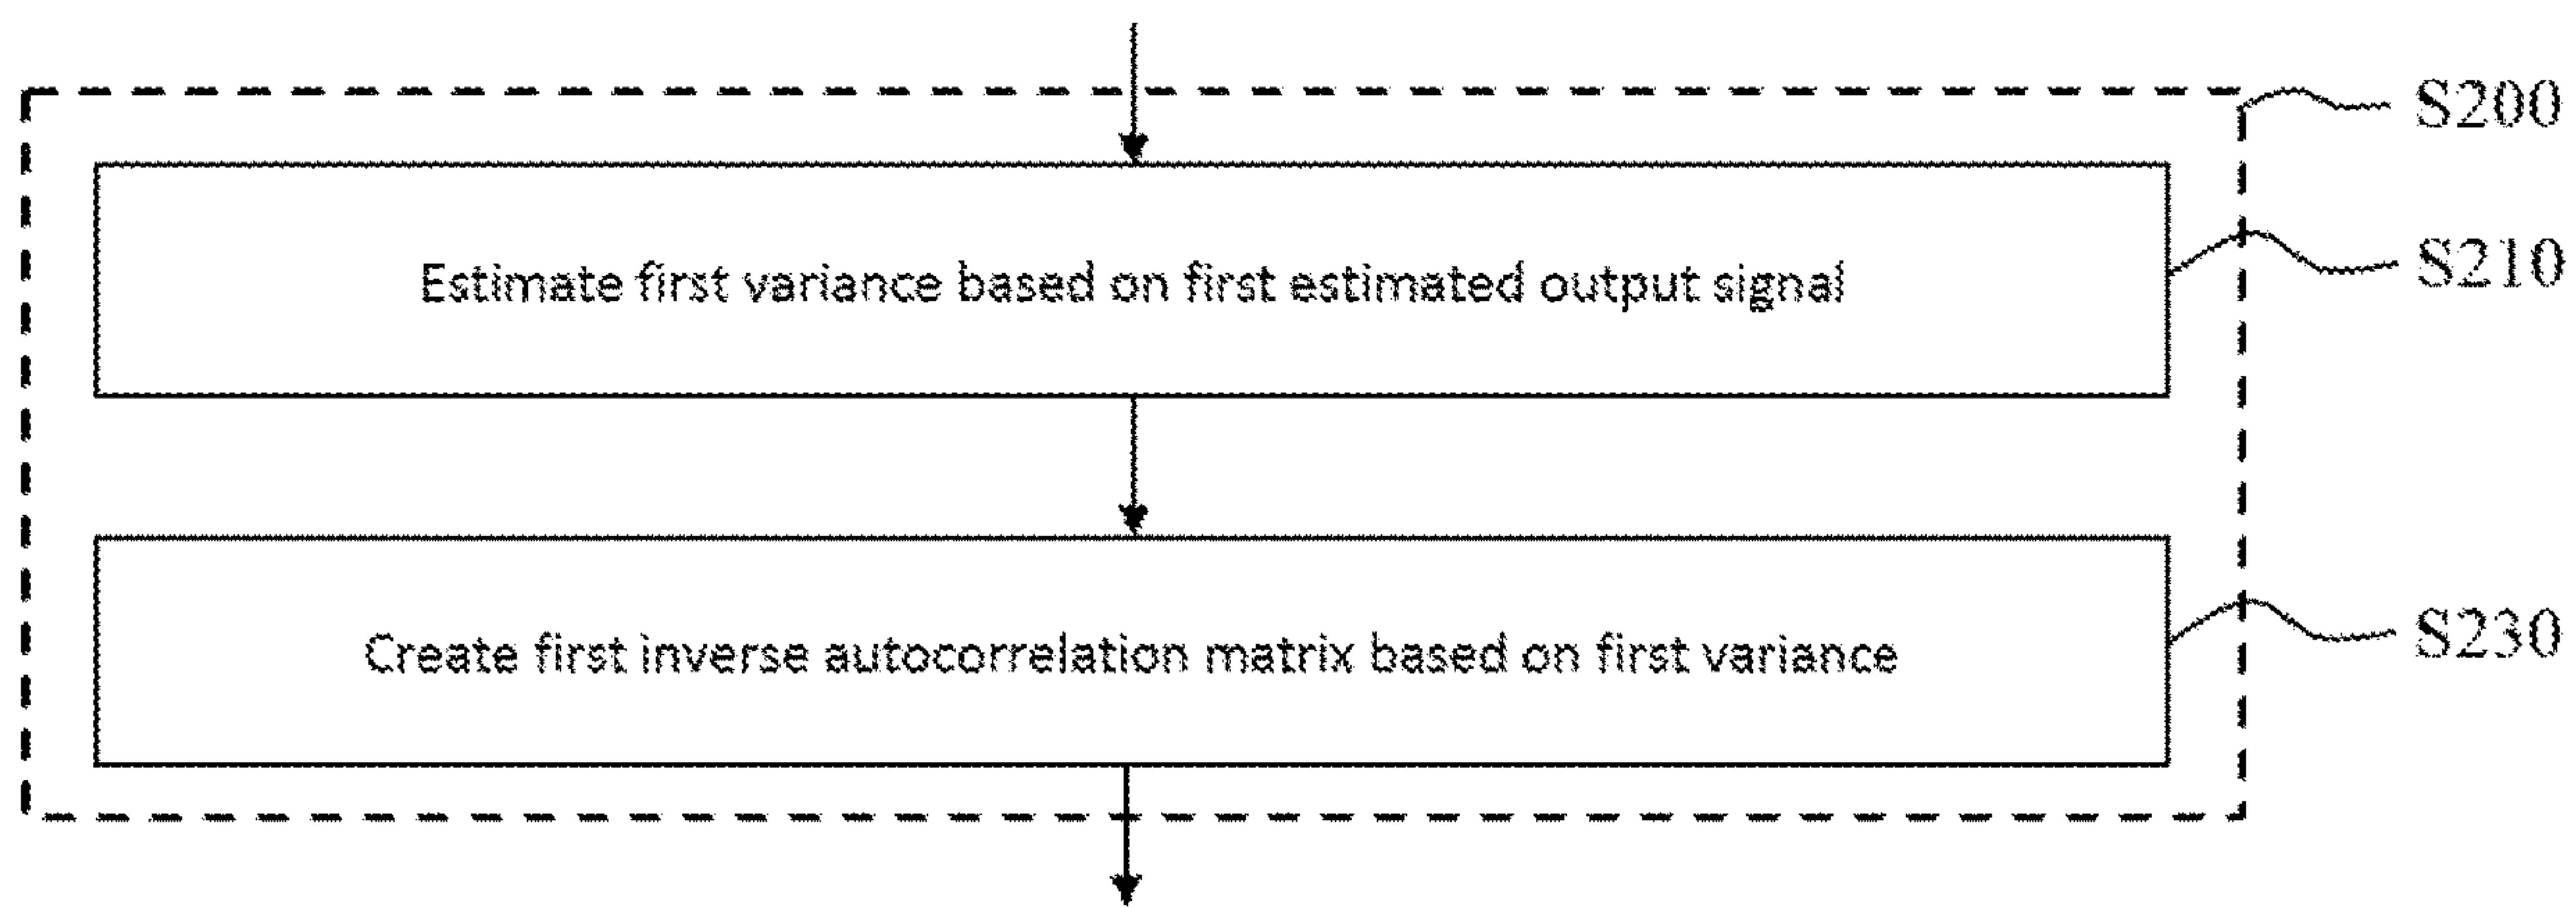 S200
Estimate first variance based on first estimated output signal
S210
Create first inverse autocorrelation matrix based on first variance
S230